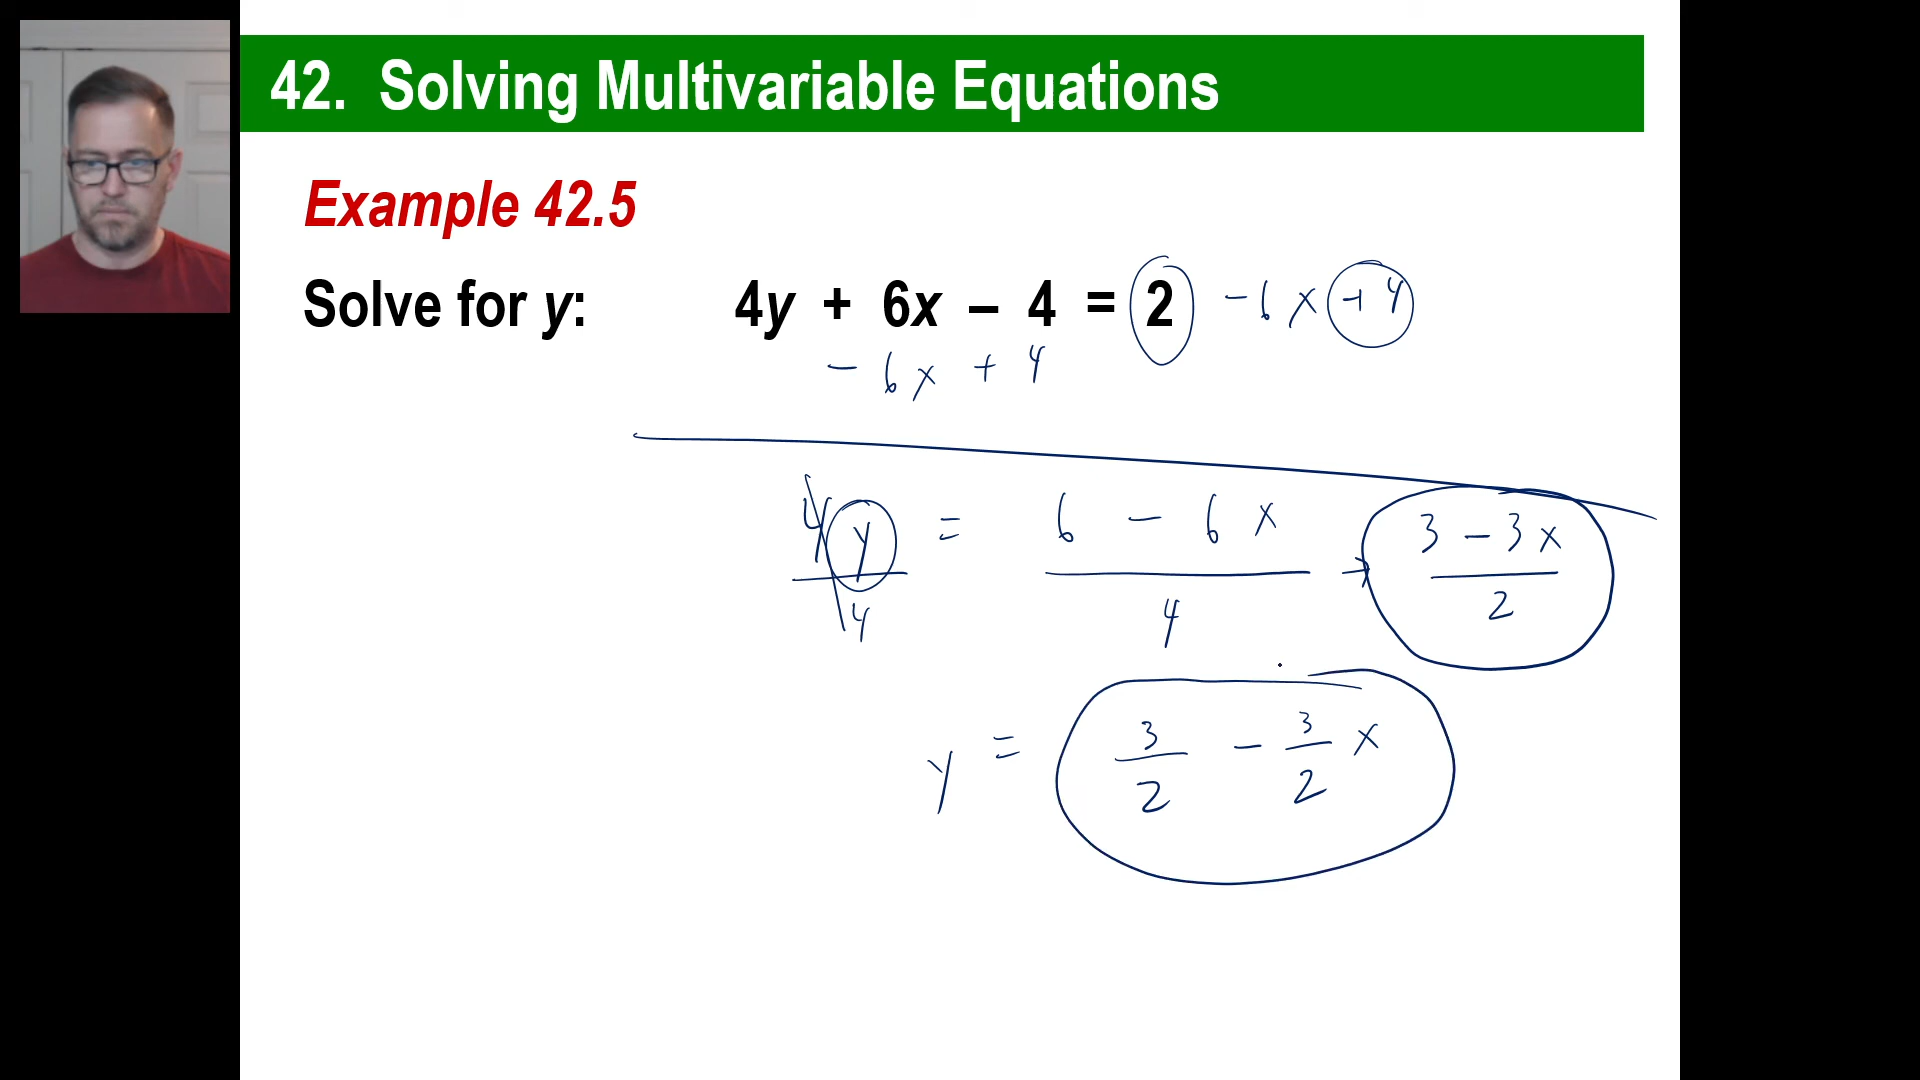 42. Solving Multivariable Equations
Example 42.5
Solve for y: 4y + 6x – 4 = 2 - 6x + 4
- 6x + 4
4y = 6 - 6x → 3 - 3x
4 4 2
y = 3/2 - 3/2 x